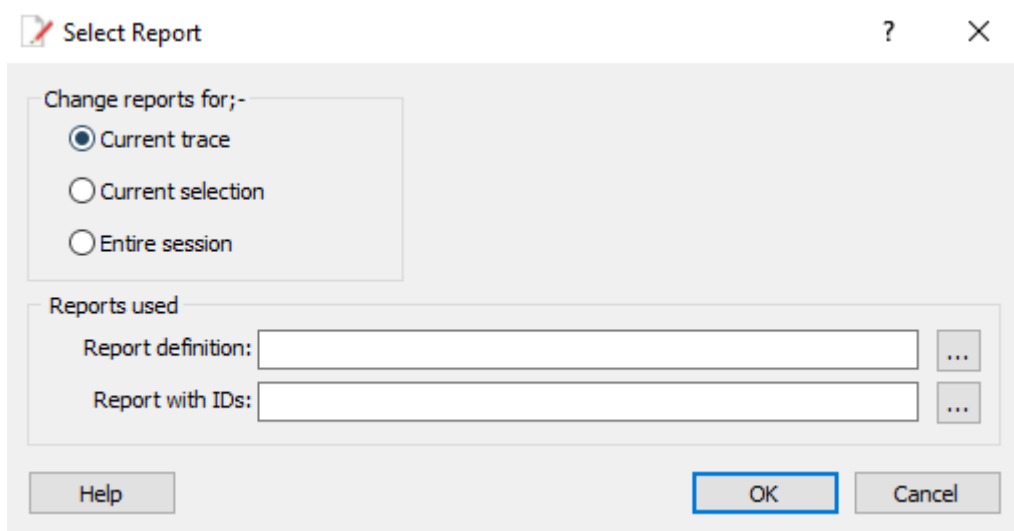 Select Report
?
Change reports for;-
Current trace
Current selection
Entire session
Reports used
Report definition:
...
Report with IDs:
...
Help
OK
Cancel